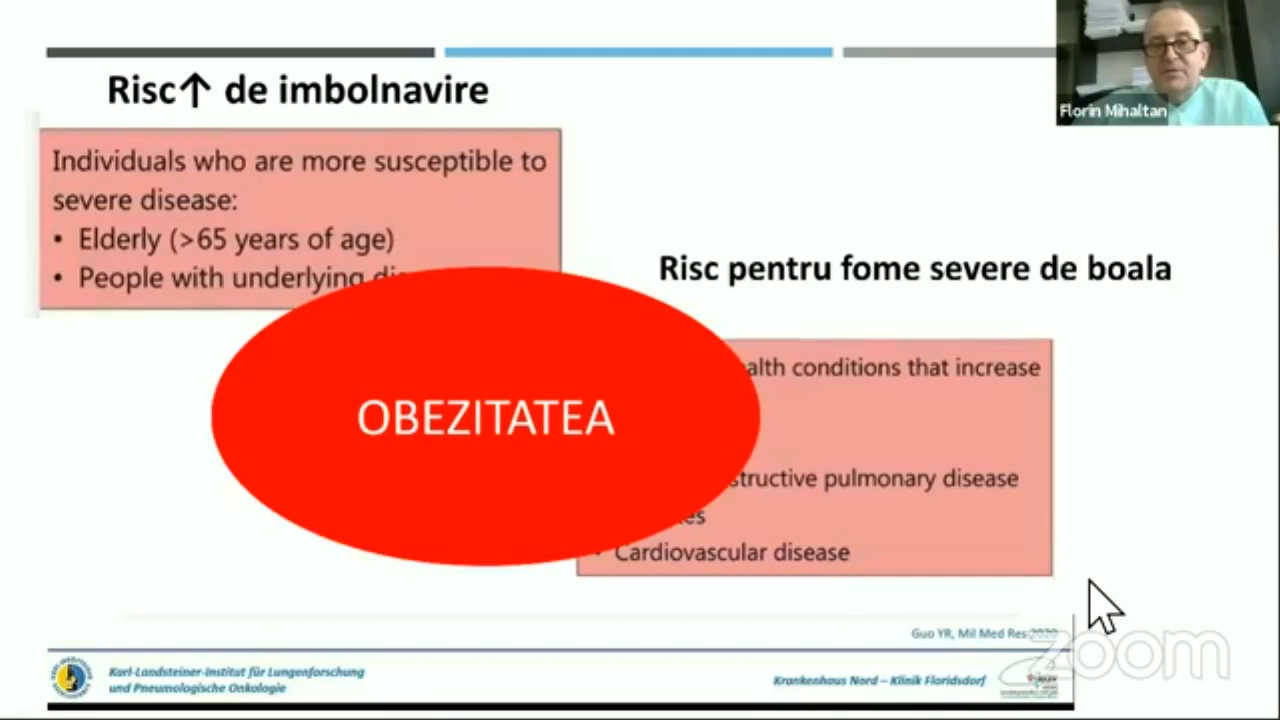 Risc↑ de imbolnavire
Florin Mihaltan
Individuals who are more susceptible to
severe disease:
• Elderly (>65 years of age)
• People with underlying
Risc pentru fome severe de boala
OBEZITATEA
alth conditions that increase
structive pulmonary disease
es
• Cardiovascular disease
Guo YR, Mil Med Res 2020
zoom
Karl-Landsteiner-Institut für Lungenforschung
und Pneumologische Onkologie
Krankenhaus Nord – Klinik Floridsdorf